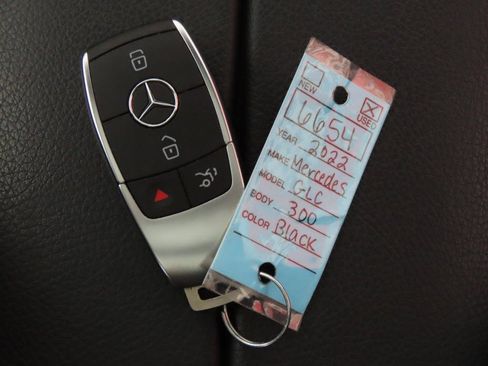 NEW
USED
6654
YEAR 2022
MAKE Mercedes
MODEL GLC
BODY 300
COLOR Black